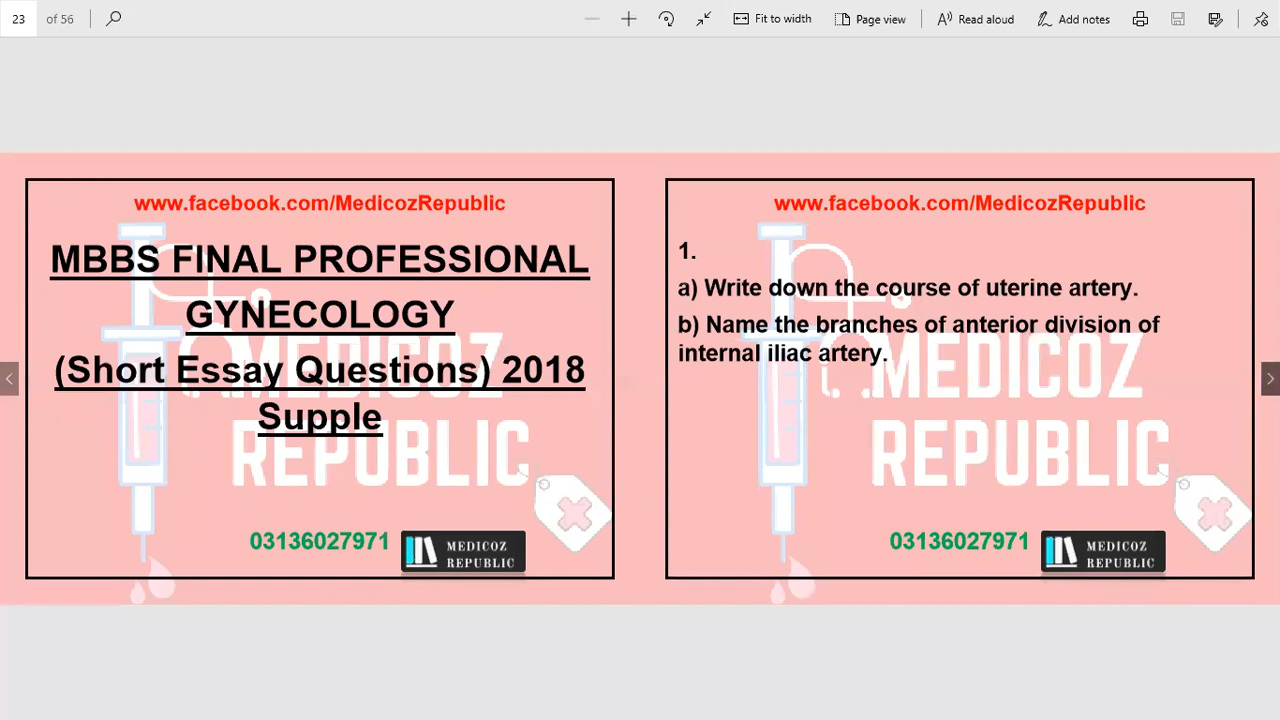 23 of 56
Fit to width
Page view
Read aloud
Add notes
www.facebook.com/MedicozRepublic
MBBS FINAL PROFESSIONAL
GYNECOLOGY
(Short Essay Questions) 2018
Supple
MEDICOZ
REPUBLIC
03136027971
MEDICOZ
REPUBLIC
www.facebook.com/MedicozRepublic
1.
a) Write down the course of uterine artery.
b) Name the branches of anterior division of
internal iliac artery.
MEDICOZ
REPUBLIC
03136027971
MEDICOZ
REPUBLIC